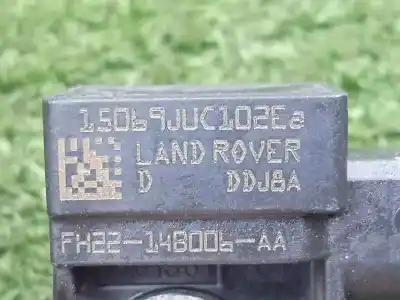 15069JUC102Ea
LAND ROVER
D DDJ8A
FH22-14B006-AA